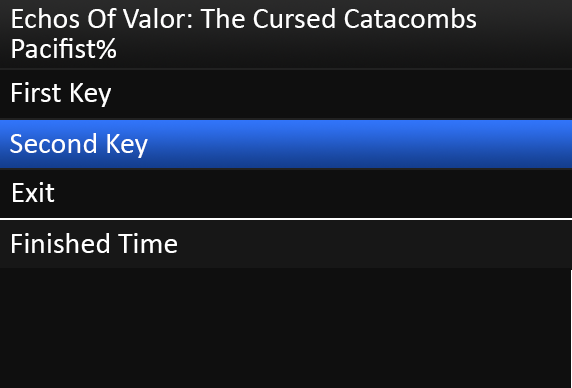 Echos Of Valor: The Cursed Catacombs
Pacifist%
First Key
Second Key
Exit
Finished Time